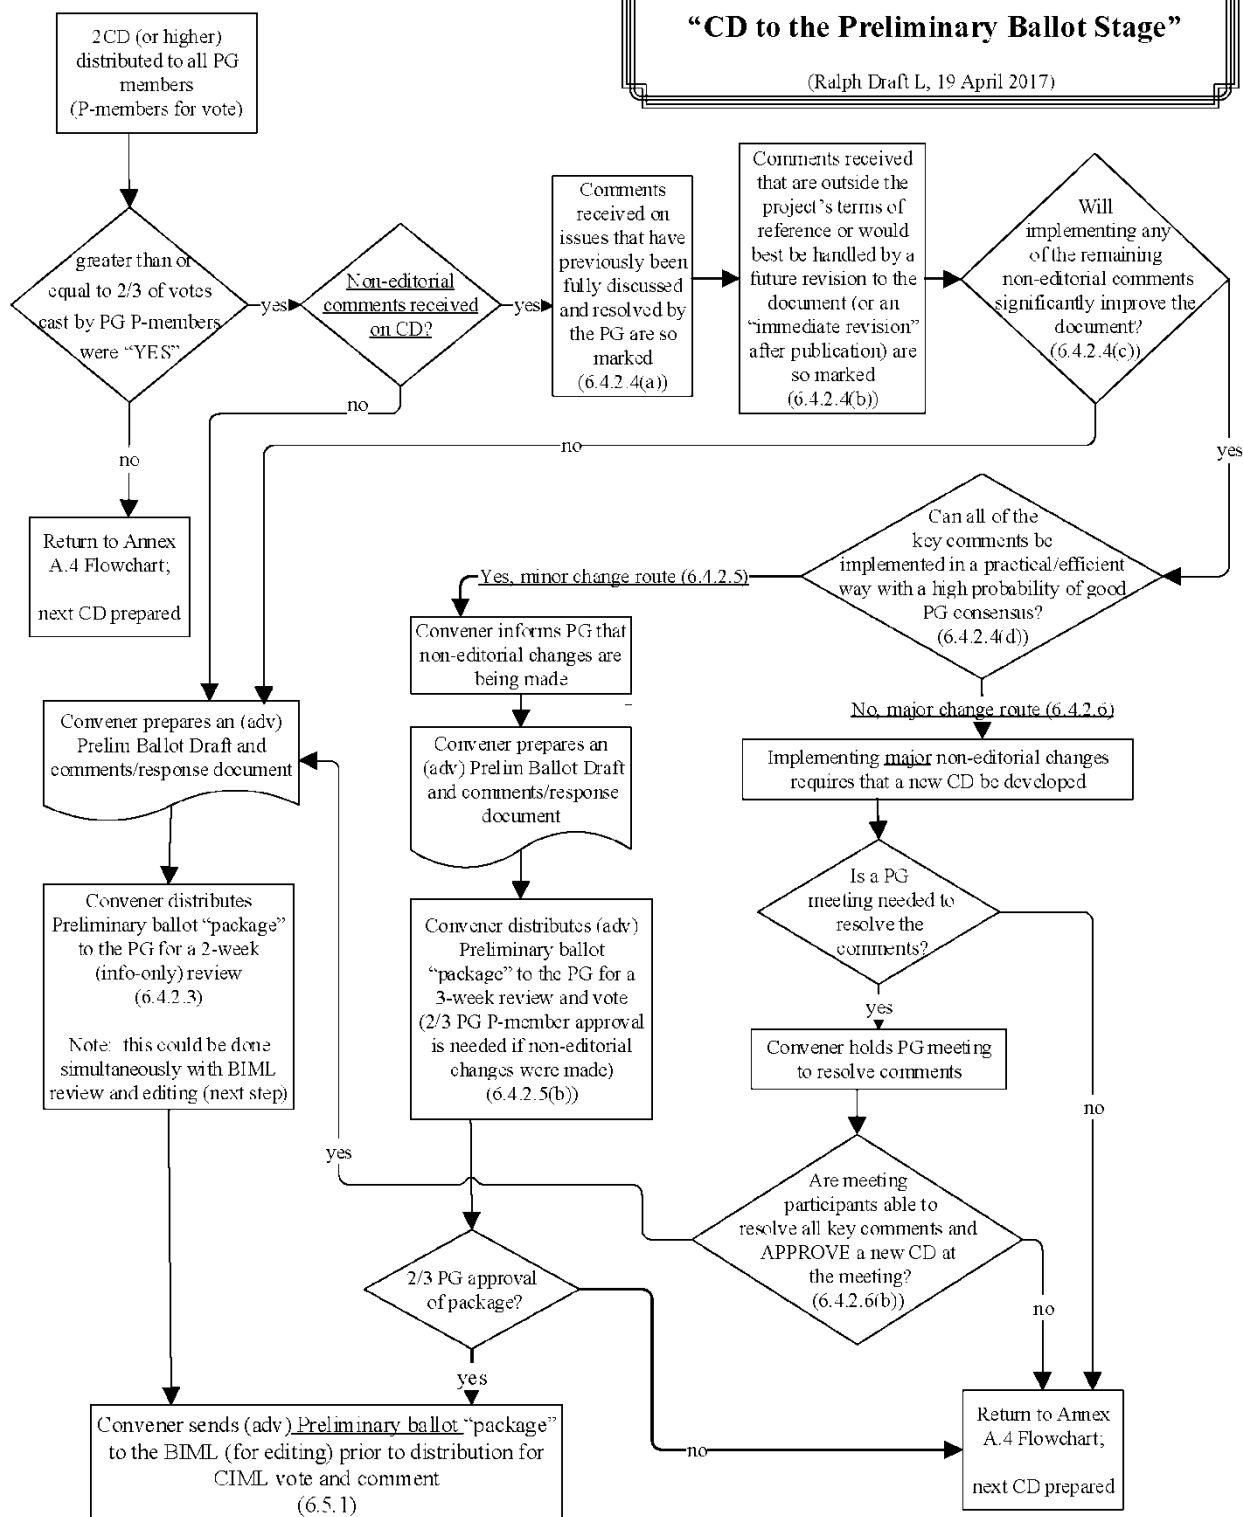 “CD to the Preliminary Ballot Stage”
(Ralph Draft L, 19 April 2017)
2CD (or higher)
distributed to all PG
members
(P-members for vote)
greater than or
equal to 2/3 of votes
cast by PG P-members
were “YES”
yes
no
Return to Annex
A.4 Flowchart;
next CD prepared
Non-editorial
comments received
on CD?
yes
no
Comments
received on
issues that have
previously been
fully discussed
and resolved by
the PG are so
marked
(6.4.2.4(a))
Comments received
that are outside the
project’s terms of
reference or would
best be handled by a
future revision to the
document (or an
“immediate revision”
after publication) are
so marked
(6.4.2.4(b))
Will
implementing any
of the remaining
non-editorial comments
significantly improve the
document?
(6.4.2.4(c))
no
yes
Can all of the
key comments be
implemented in a practical/efficient
way with a high probability of good
PG consensus?
(6.4.2.4(d))
Yes, minor change route (6.4.2.5)
No, major change route (6.4.2.6)
Convener informs PG that
non-editorial changes are
being made
Convener prepares an
(adv) Prelim Ballot Draft
and comments/response
document
Convener distributes (adv)
Preliminary ballot
“package” to the PG for a
3-week review and vote
(2/3 PG P-member approval
is needed if non-editorial
changes were made)
(6.4.2.5(b))
2/3 PG approval
of package?
yes
no
Convener prepares an (adv)
Prelim Ballot Draft and
comments/response document
Convener distributes
Preliminary ballot “package”
to the PG for a 2-week
(info-only) review
(6.4.2.3)
Note: this could be done
simultaneously with BIML
review and editing (next step)
Implementing major non-editorial changes
requires that a new CD be developed
Is a PG
meeting needed to
resolve the
comments?
yes
no
Convener holds PG meeting
to resolve comments
Are meeting
participants able to
resolve all key comments and
APPROVE a new CD at
the meeting?
(6.4.2.6(b))
yes
no
Convener sends (adv) Preliminary ballot “package”
to the BIML (for editing) prior to distribution for
CIML vote and comment
(6.5.1)
Return to Annex
A.4 Flowchart;
next CD prepared